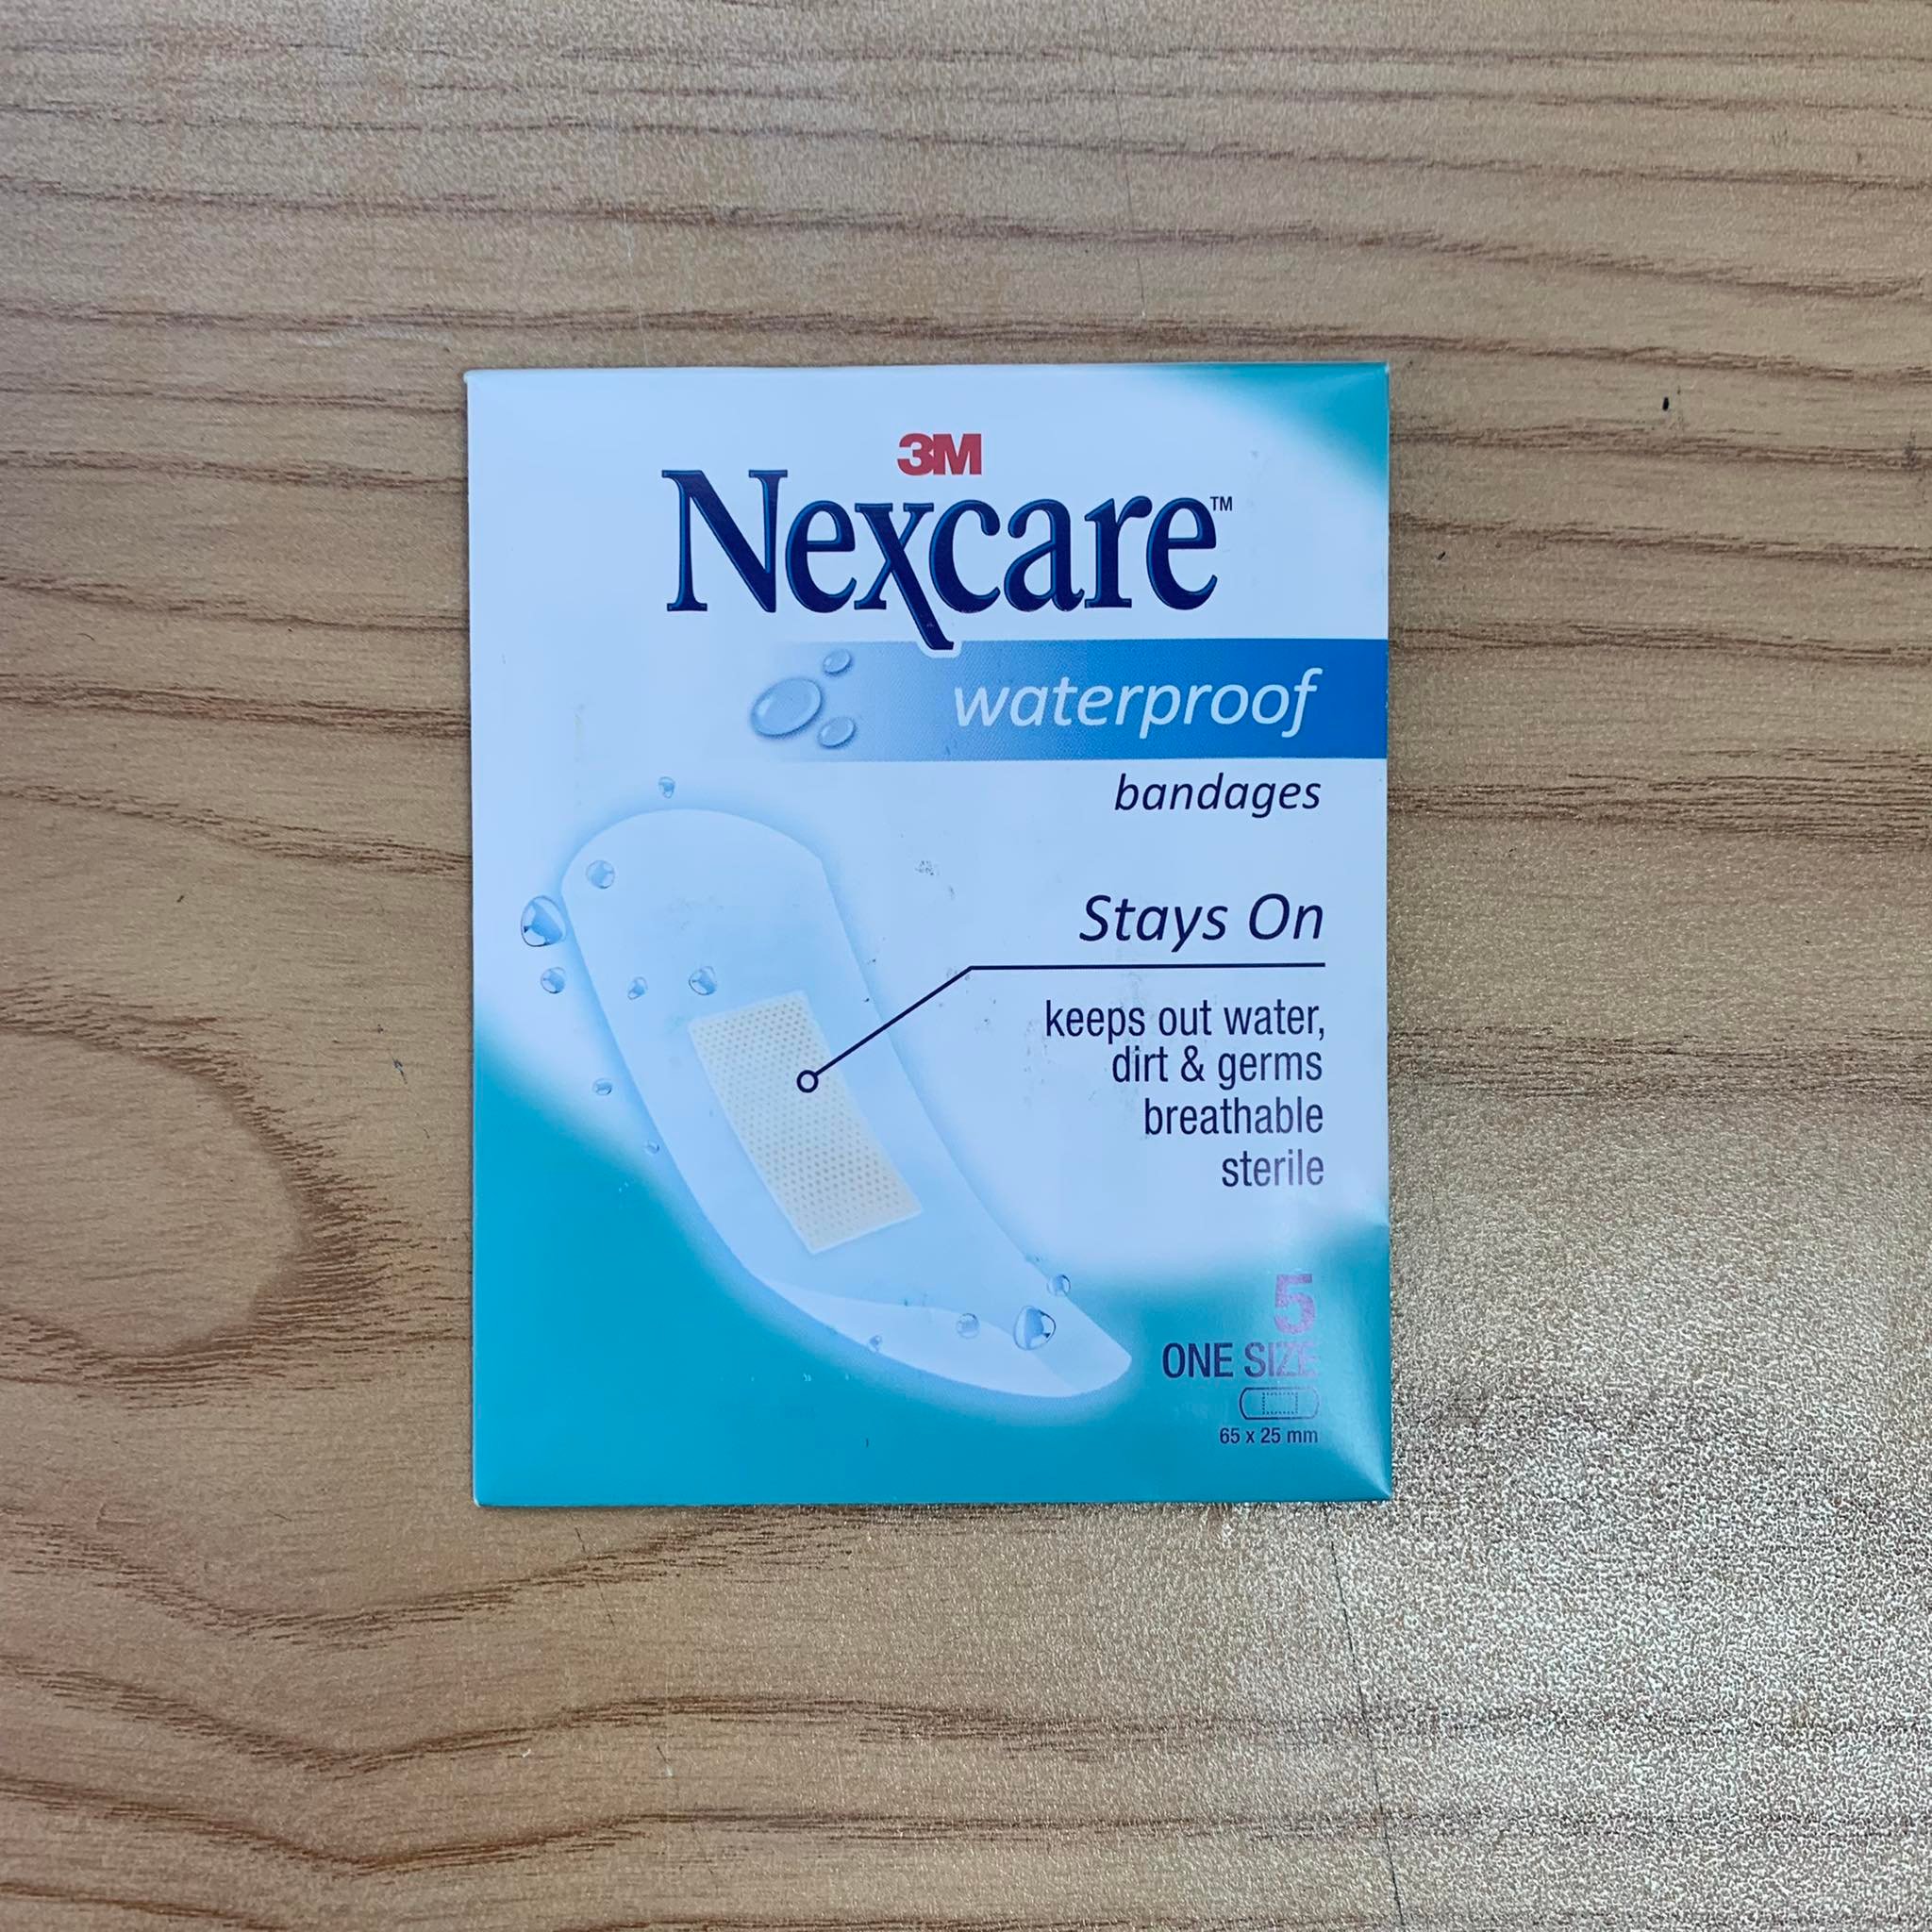 3M
Nexcare™
waterproof
bandages
Stays On
keeps out water,
dirt & germs
breathable
sterile
5
ONE SIZE
65 x 25 mm